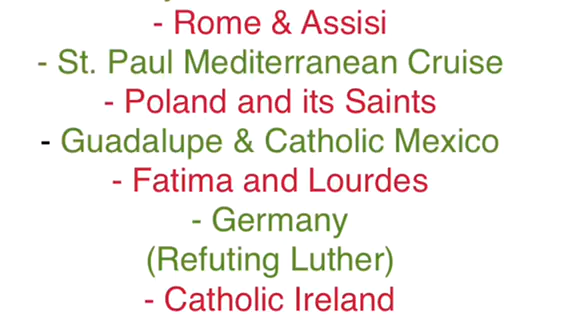 - Rome & Assisi
- St. Paul Mediterranean Cruise
- Poland and its Saints
- Guadalupe & Catholic Mexico
- Fatima and Lourdes
- Germany
(Refuting Luther)
- Catholic Ireland